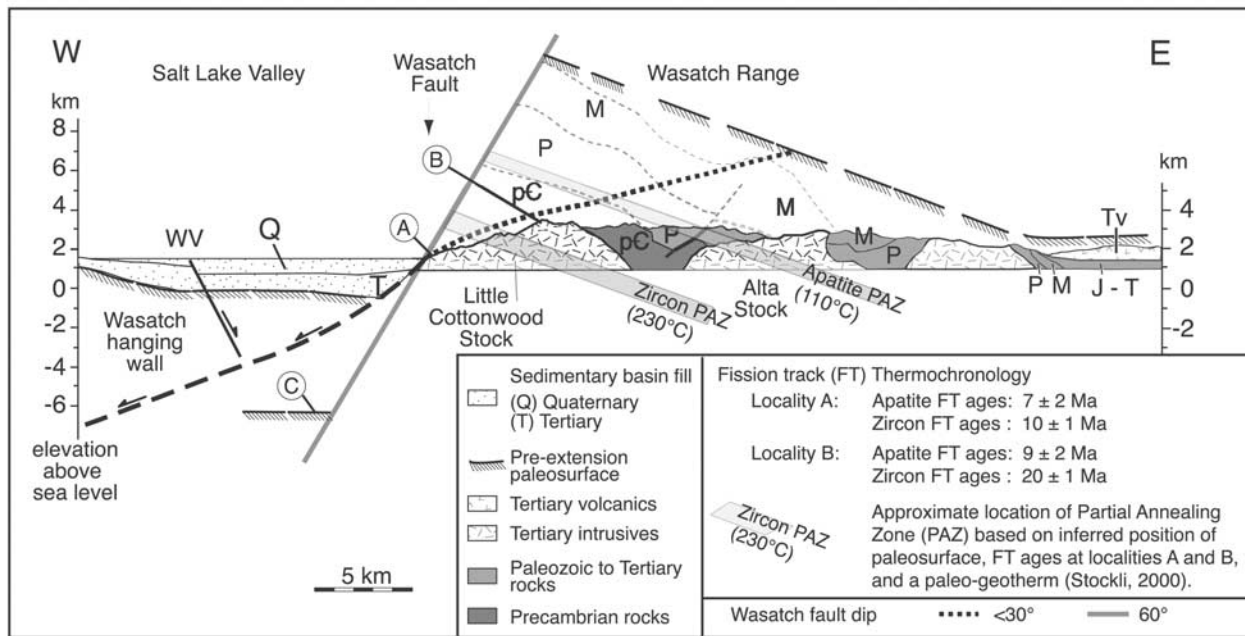 W
E
Salt Lake Valley
Wasatch
Fault
Wasatch Range
km
8
6
4
2
0
-2
-4
-6
elevation
above
sea level
km
4
2
0
-2
A
B
C
WV
Q
T
M
P
pЄ
M
pЄ
P
M
P
Tv
P M J - T
Wasatch
hanging
wall
Little
Cottonwood
Stock
Zircon PAZ
(230°C)
Alta
Stock
Apatite PAZ
(110°C)
5 km
Sedimentary basin fill
(Q) Quaternary
(T) Tertiary
Pre-extension
paleosurface
Tertiary volcanics
Tertiary intrusives
Paleozoic to Tertiary
rocks
Precambrian rocks
Fission track (FT) Thermochronology
Locality A: Apatite FT ages: 7 ± 2 Ma
Zircon FT ages : 10 ± 1 Ma
Locality B: Apatite FT ages: 9 ± 2 Ma
Zircon FT ages : 20 ± 1 Ma
Zircon PAZ
(230°C)
Approximate location of Partial Annealing
Zone (PAZ) based on inferred position of
paleosurface, FT ages at localities A and B,
and a paleo-geotherm (Stockli, 2000).
Wasatch fault dip <30° 60°